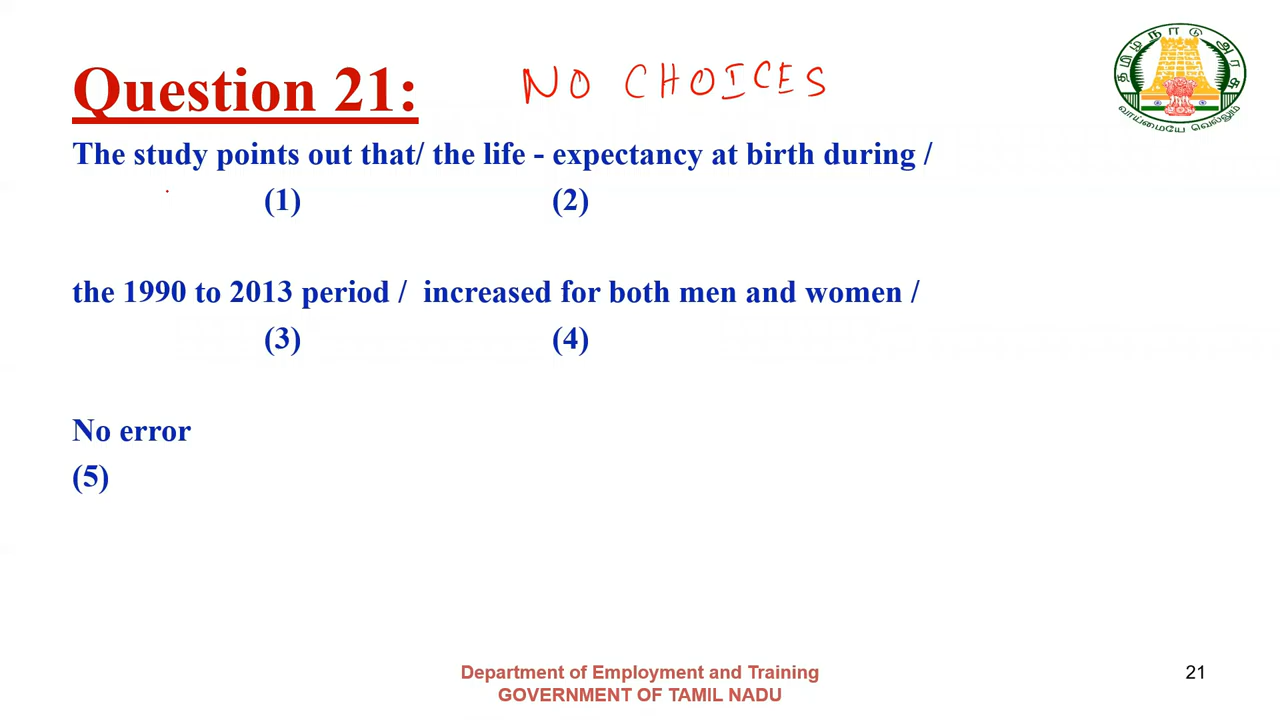 Question 21:
NO CHOICES
தமிழ்நாடு அரசு
வாய்மையே வெல்லும்
The study points out that/ the life - expectancy at birth during /
(1) (2)
the 1990 to 2013 period / increased for both men and women /
(3) (4)
No error
(5)
Department of Employment and Training
GOVERNMENT OF TAMIL NADU
21